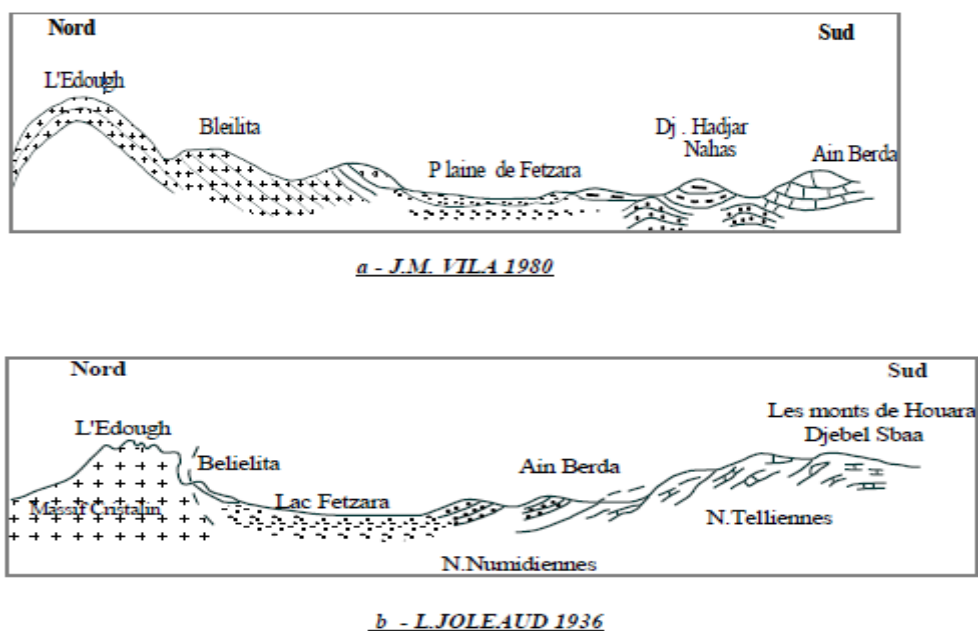 Nord
Sud
L'Edough
Bleilita
Dj . Hadjar
Nahas
Ain Berda
P laine de Fetzara
a - J.M. VILA 1980
Nord
Sud
Les monts de Houara
Djebel Sbaa
L'Edough
Belielita
Ain Berda
Lac Fetzara
Massif Cristalin
N.Telliennes
N.Numidiennes
b - L.JOLEAUD 1936